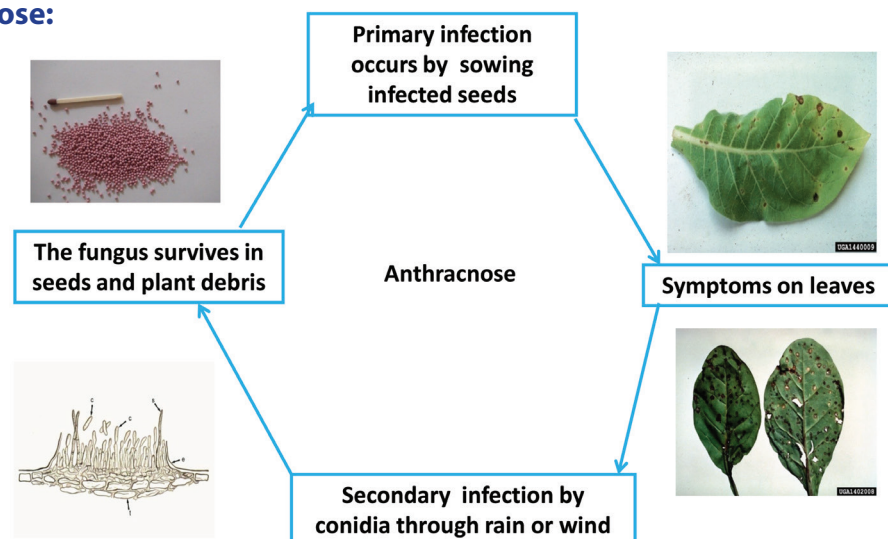 ose:
Primary infection
occurs by sowing
infected seeds
UGA1440009
The fungus survives in
seeds and plant debris
Anthracnose
Symptoms on leaves
UGA1402008
Secondary infection by
conidia through rain or wind